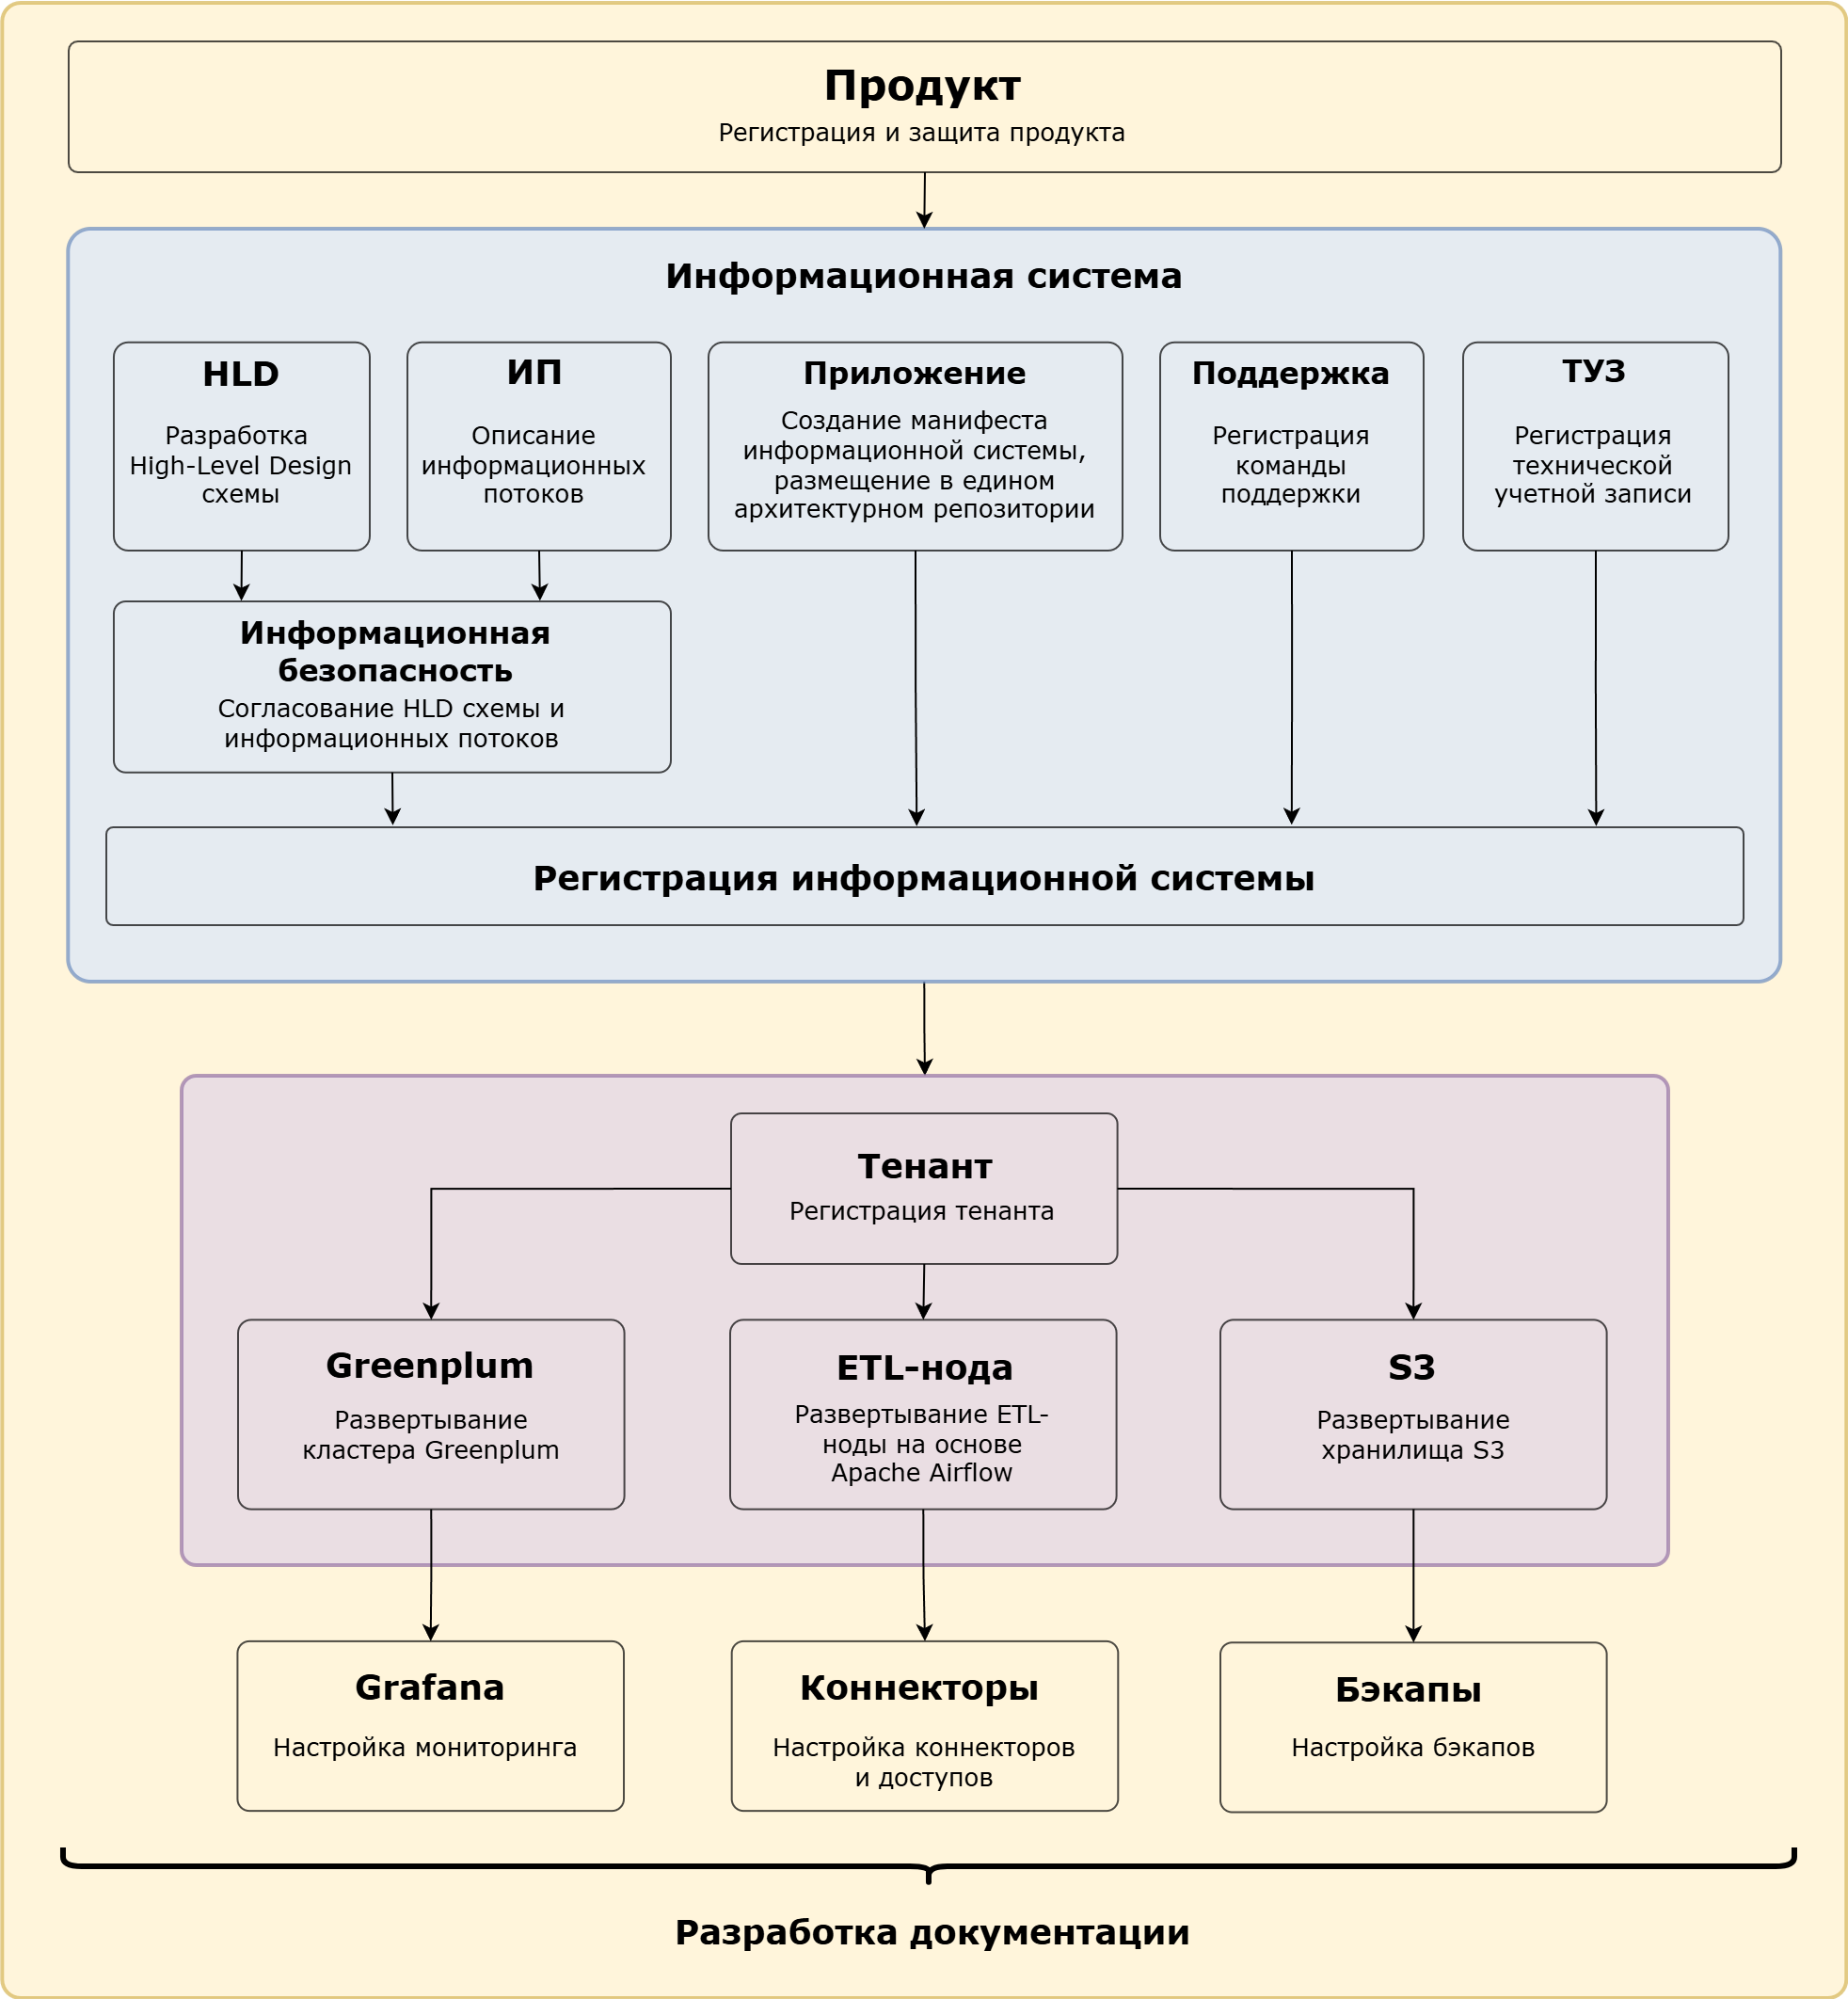 Продукт
Регистрация и защита продукта
Информационная система
HLD
Разработка
High-Level Design
схемы
ИП
Описание
информационных
потоков
Приложение
Создание манифеста
информационной системы,
размещение в едином
архитектурном репозитории
Поддержка
Регистрация
команды
поддержки
ТУЗ
Регистрация
технической
учетной записи
Информационная
безопасность
Согласование HLD схемы и
информационных потоков
Регистрация информационной системы
Тенант
Регистрация тенанта
Greenplum
Развертывание
кластера Greenplum
ETL-нода
Развертывание ETL-
ноды на основе
Apache Airflow
S3
Развертывание
хранилища S3
Grafana
Настройка мониторинга
Коннекторы
Настройка коннекторов
и доступов
Бэкапы
Настройка бэкапов
Разработка документации